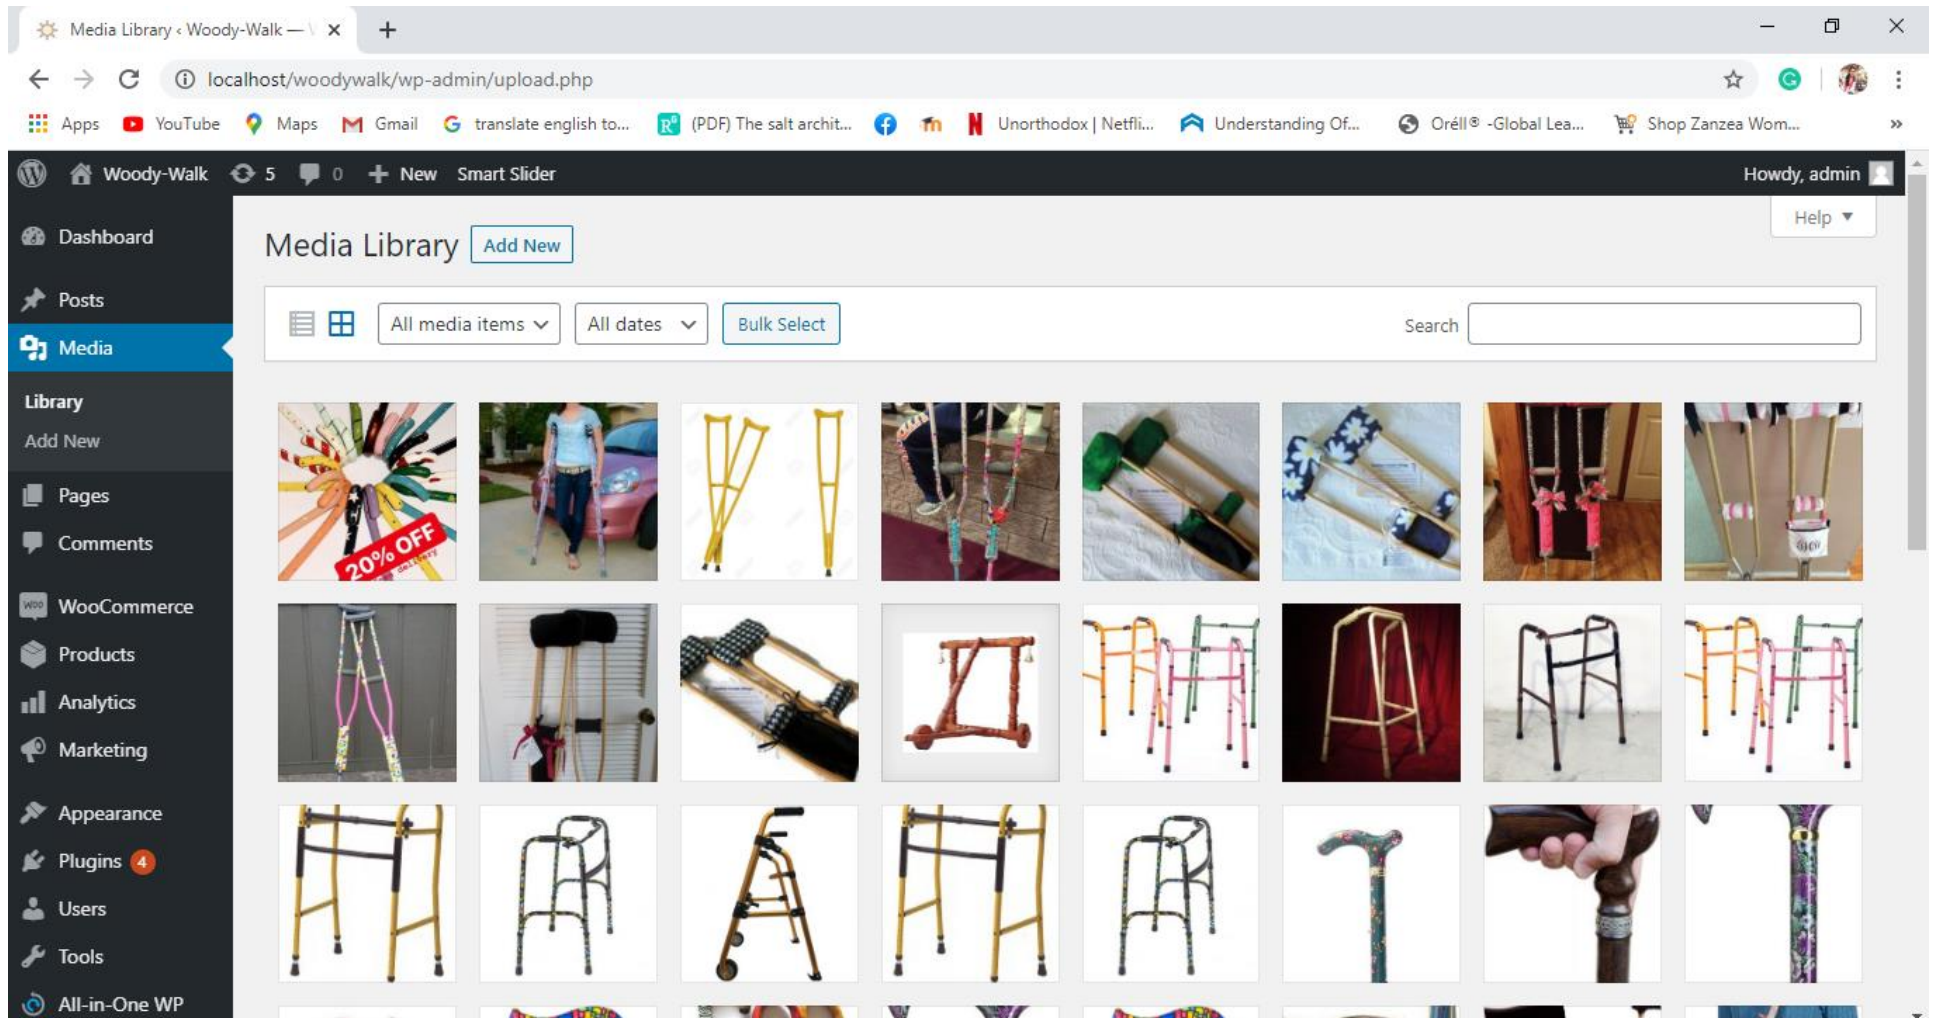 Media Library ‹ Woody-Walk —
localhost/woodywalk/wp-admin/upload.php
Apps YouTube Maps Gmail translate english to... (PDF) The salt archit... Unorthodox | Netfli... Understanding Of... Oréll® -Global Lea... Shop Zanzea Wom... »
Woody-Walk 5 0 New Smart Slider Howdy, admin
Help
Dashboard
Posts
Media
Library
Add New
Pages
Comments
WooCommerce
Products
Analytics
Marketing
Appearance
Plugins 4
Users
Tools
All-in-One WP
Media Library Add New
All media items All dates Bulk Select Search
20% OFF
delivery